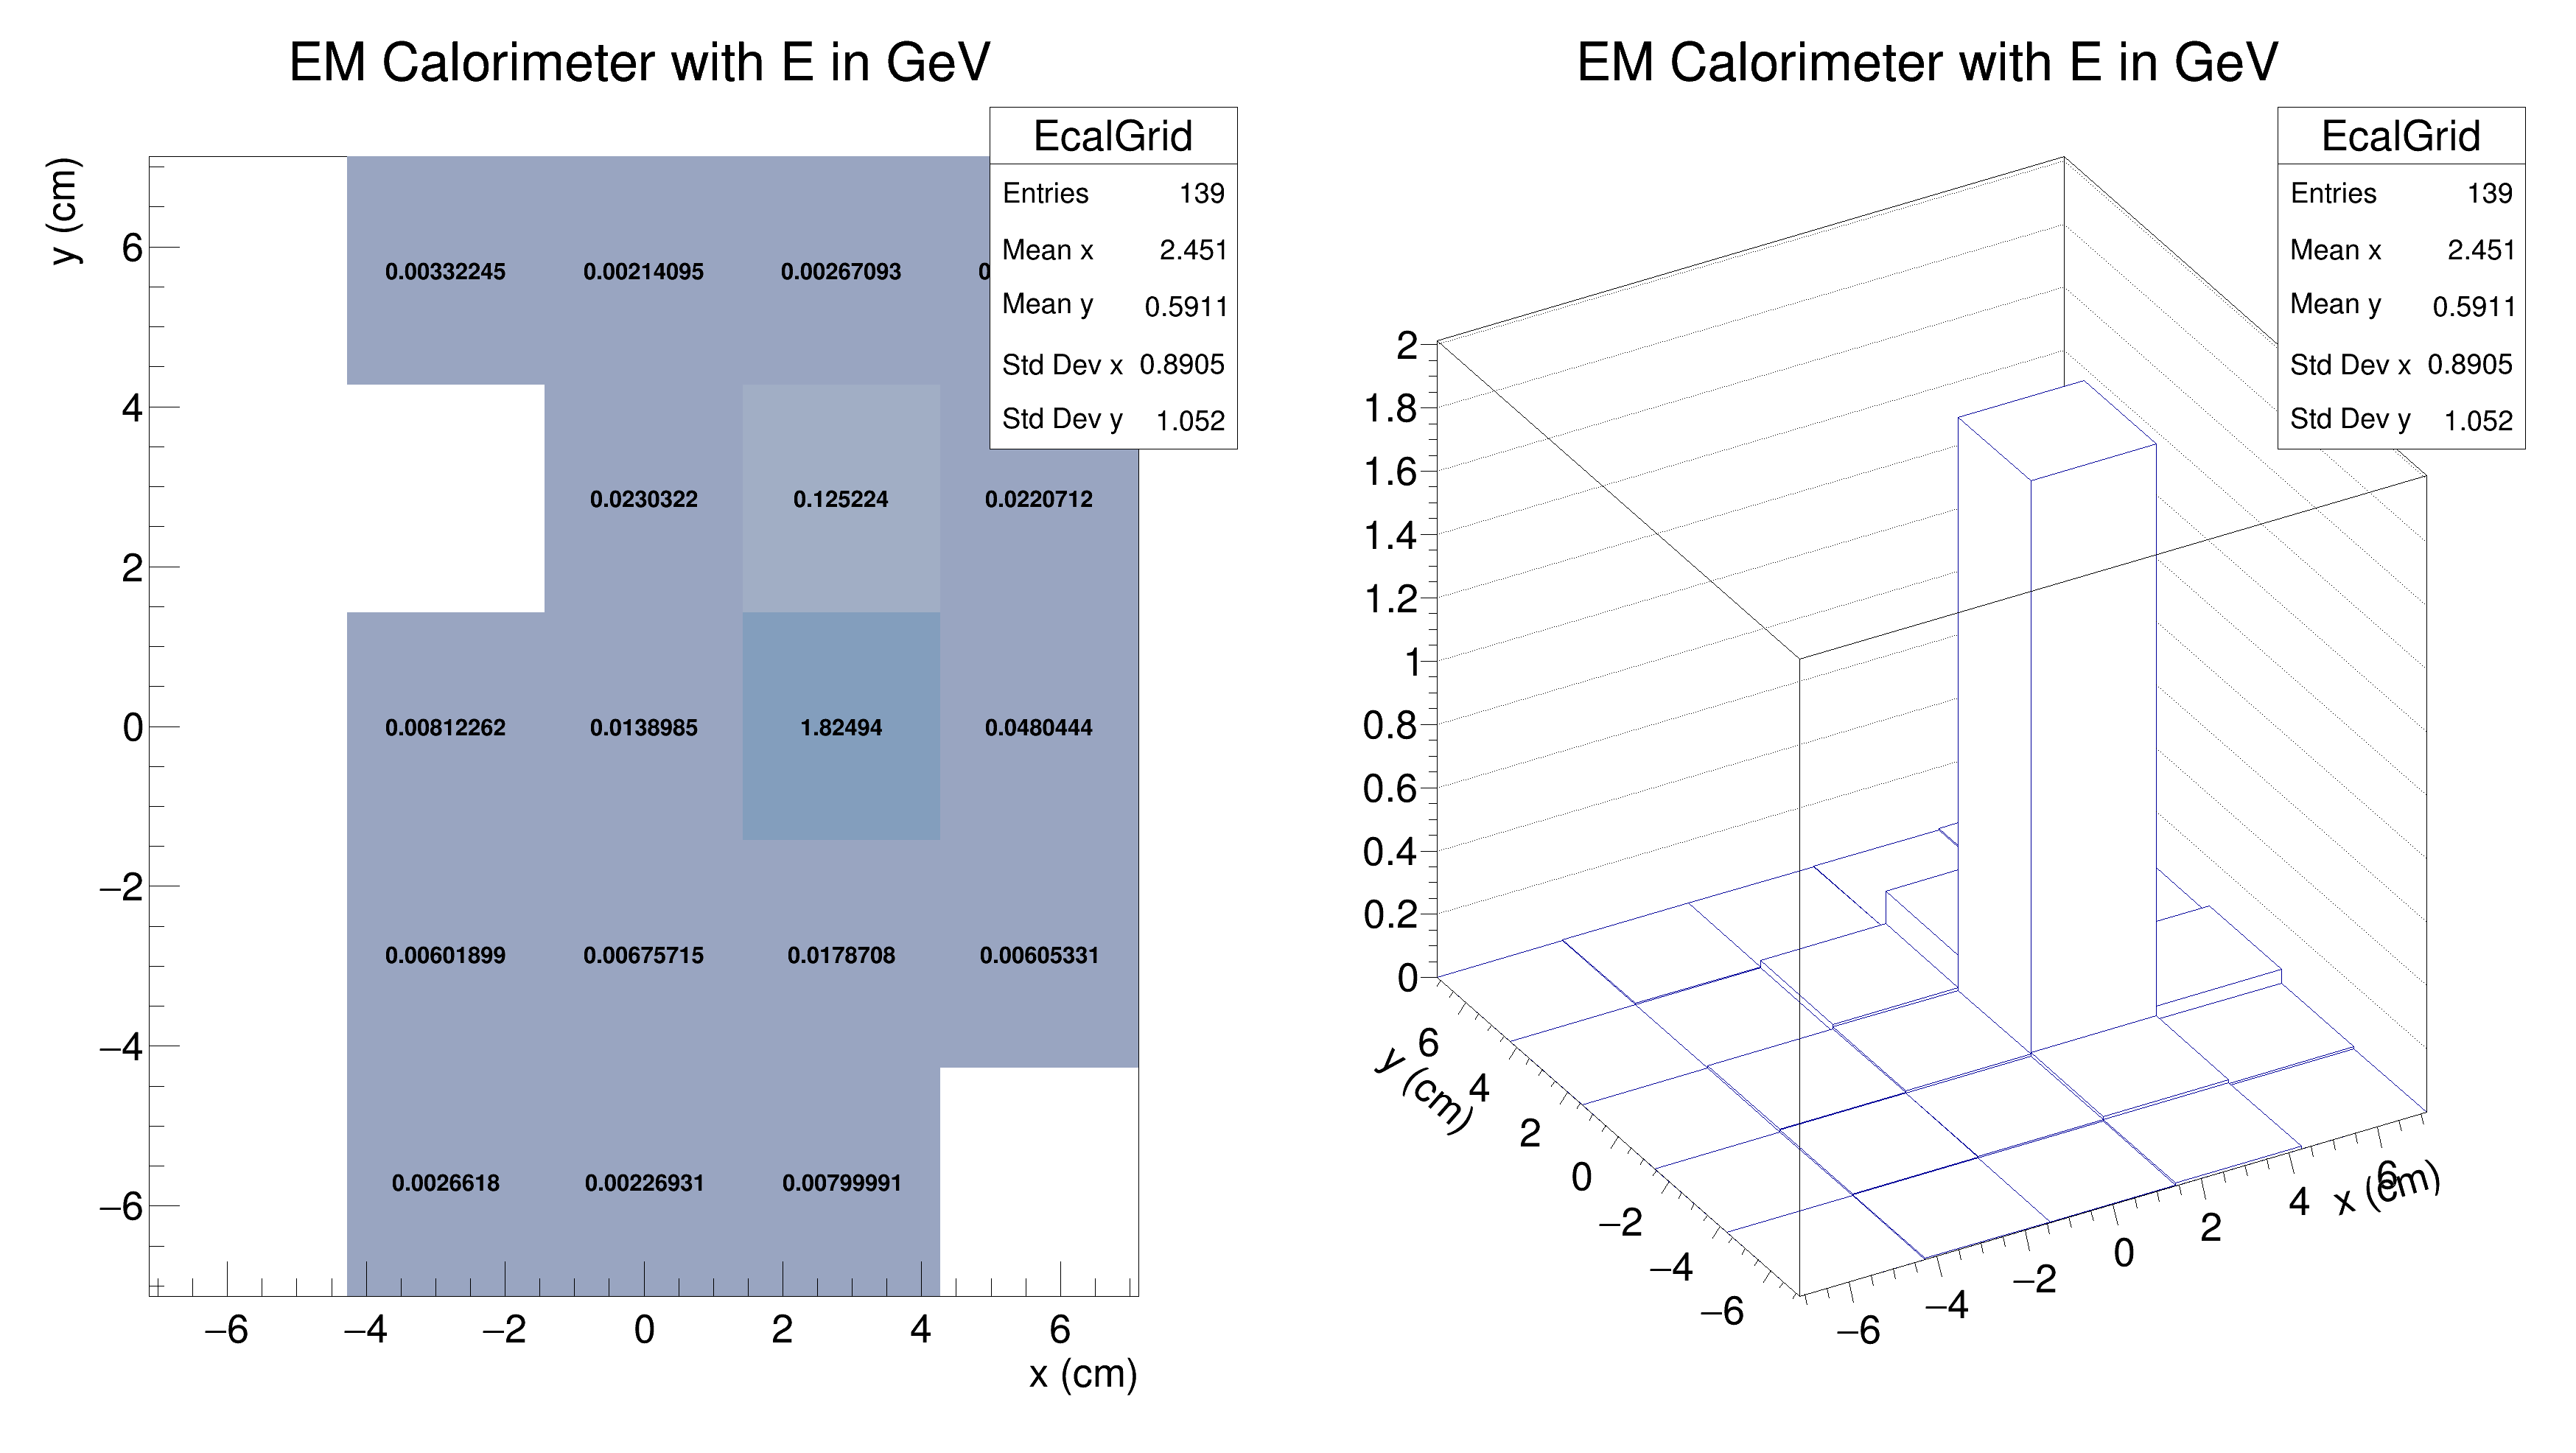 EM Calorimeter with E in GeV
EcalGrid
Entries 139
Mean x 2.451
Mean y 0.5911
Std Dev x 0.8905
Std Dev y 1.052
y (cm)
6
4
2
0
−2
−4
−6
0.00332245 0.00214095 0.00267093 0
0.0230322 0.125224 0.0220712
0.00812262 0.0138985 1.82494 0.0480444
0.00601899 0.00675715 0.0178708 0.00605331
0.0026618 0.00226931 0.00799991
−6 −4 −2 0 2 4 6
x (cm)
EM Calorimeter with E in GeV
EcalGrid
Entries 139
Mean x 2.451
Mean y 0.5911
Std Dev x 0.8905
Std Dev y 1.052
2
1.8
1.6
1.4
1.2
1
0.8
0.6
0.4
0.2
0
y (cm)
6
4
2
0
−2
−4
−6
−6 −4 −2 0 2 4 6
x (cm)